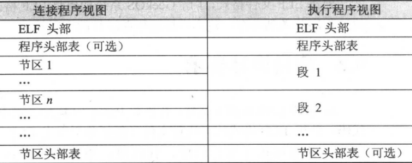 连接程序视图 执行程序视图
ELF 头部 ELF 头部
程序头部表（可选） 程序头部表
节区 1 段 1
…
节区 n 段 2
…
… …
节区头部表 节区头部表（可选）